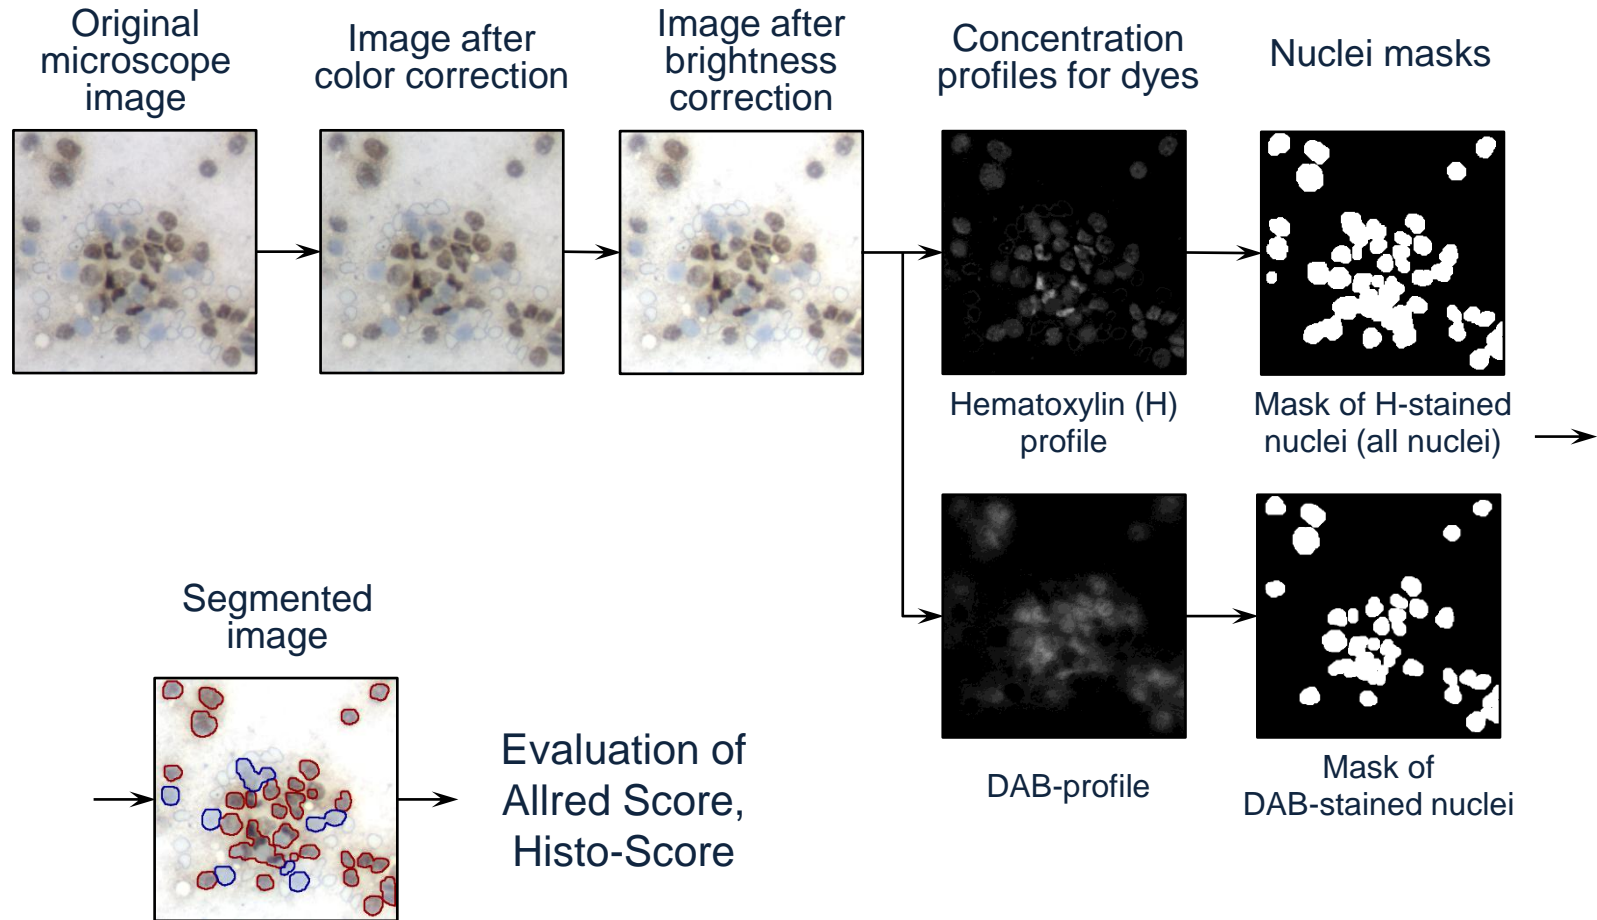 Original
microscope
image
Image after
color correction
Image after
brightness
correction
Concentration
profiles for dyes
Nuclei masks
Hematoxylin (H)
profile
Mask of H-stained
nuclei (all nuclei)
DAB-profile
Mask of
DAB-stained nuclei
Segmented
image
Evaluation of
Allred Score,
Histo-Score